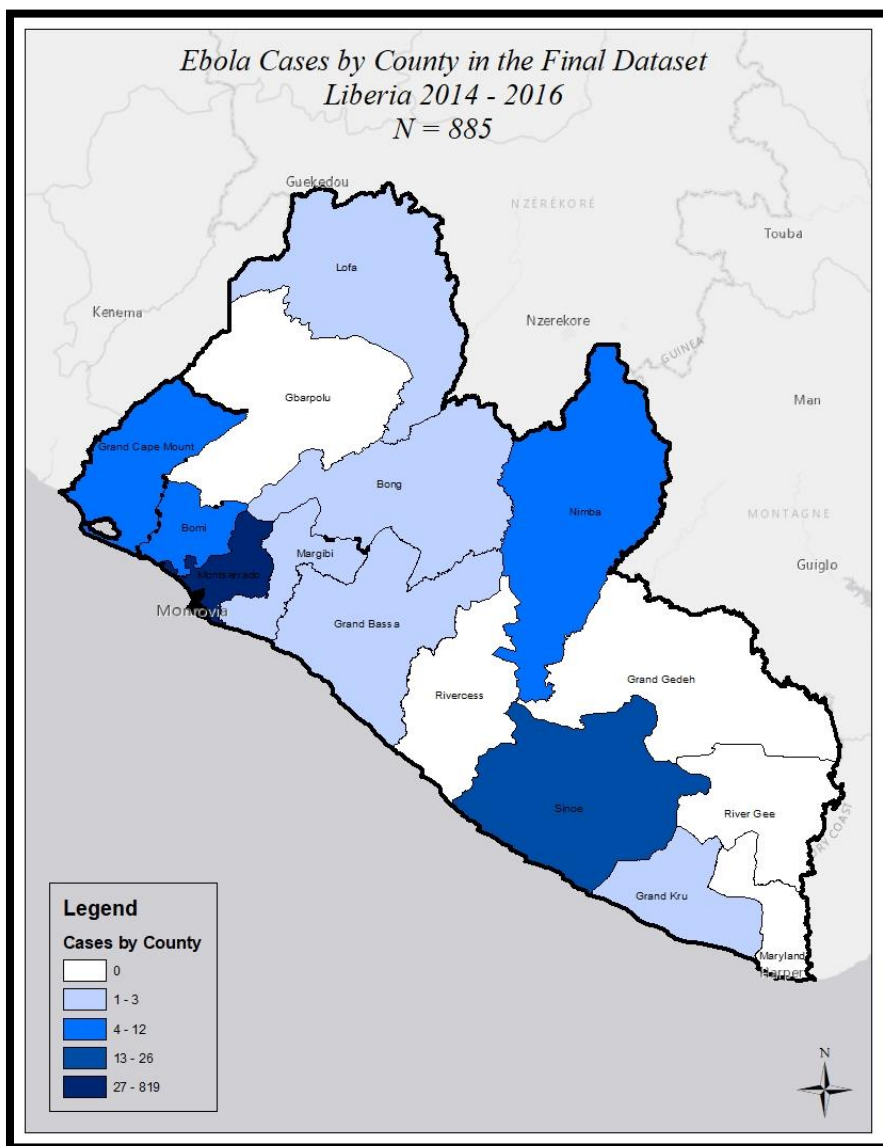 Ebola Cases by County in the Final Dataset
Liberia 2014 - 2016
N = 885
Guekedou
NZÉRÉKORÉ
Touba
Lofa
Kenema
Nzerekore
GUINEA
Gbarpolu
Man
Grand Cape Mount
Bong
Nimba
MONTAGNE
Bomi
Margibi
Guiglo
Montserrado
Monrovia
Grand Bassa
Grand Gedeh
Rivercess
Sinoe
River Gee
COAST
Grand Kru
Maryland
Harper
Legend
Cases by County
0
1 - 3
4 - 12
13 - 26
27 - 819
N